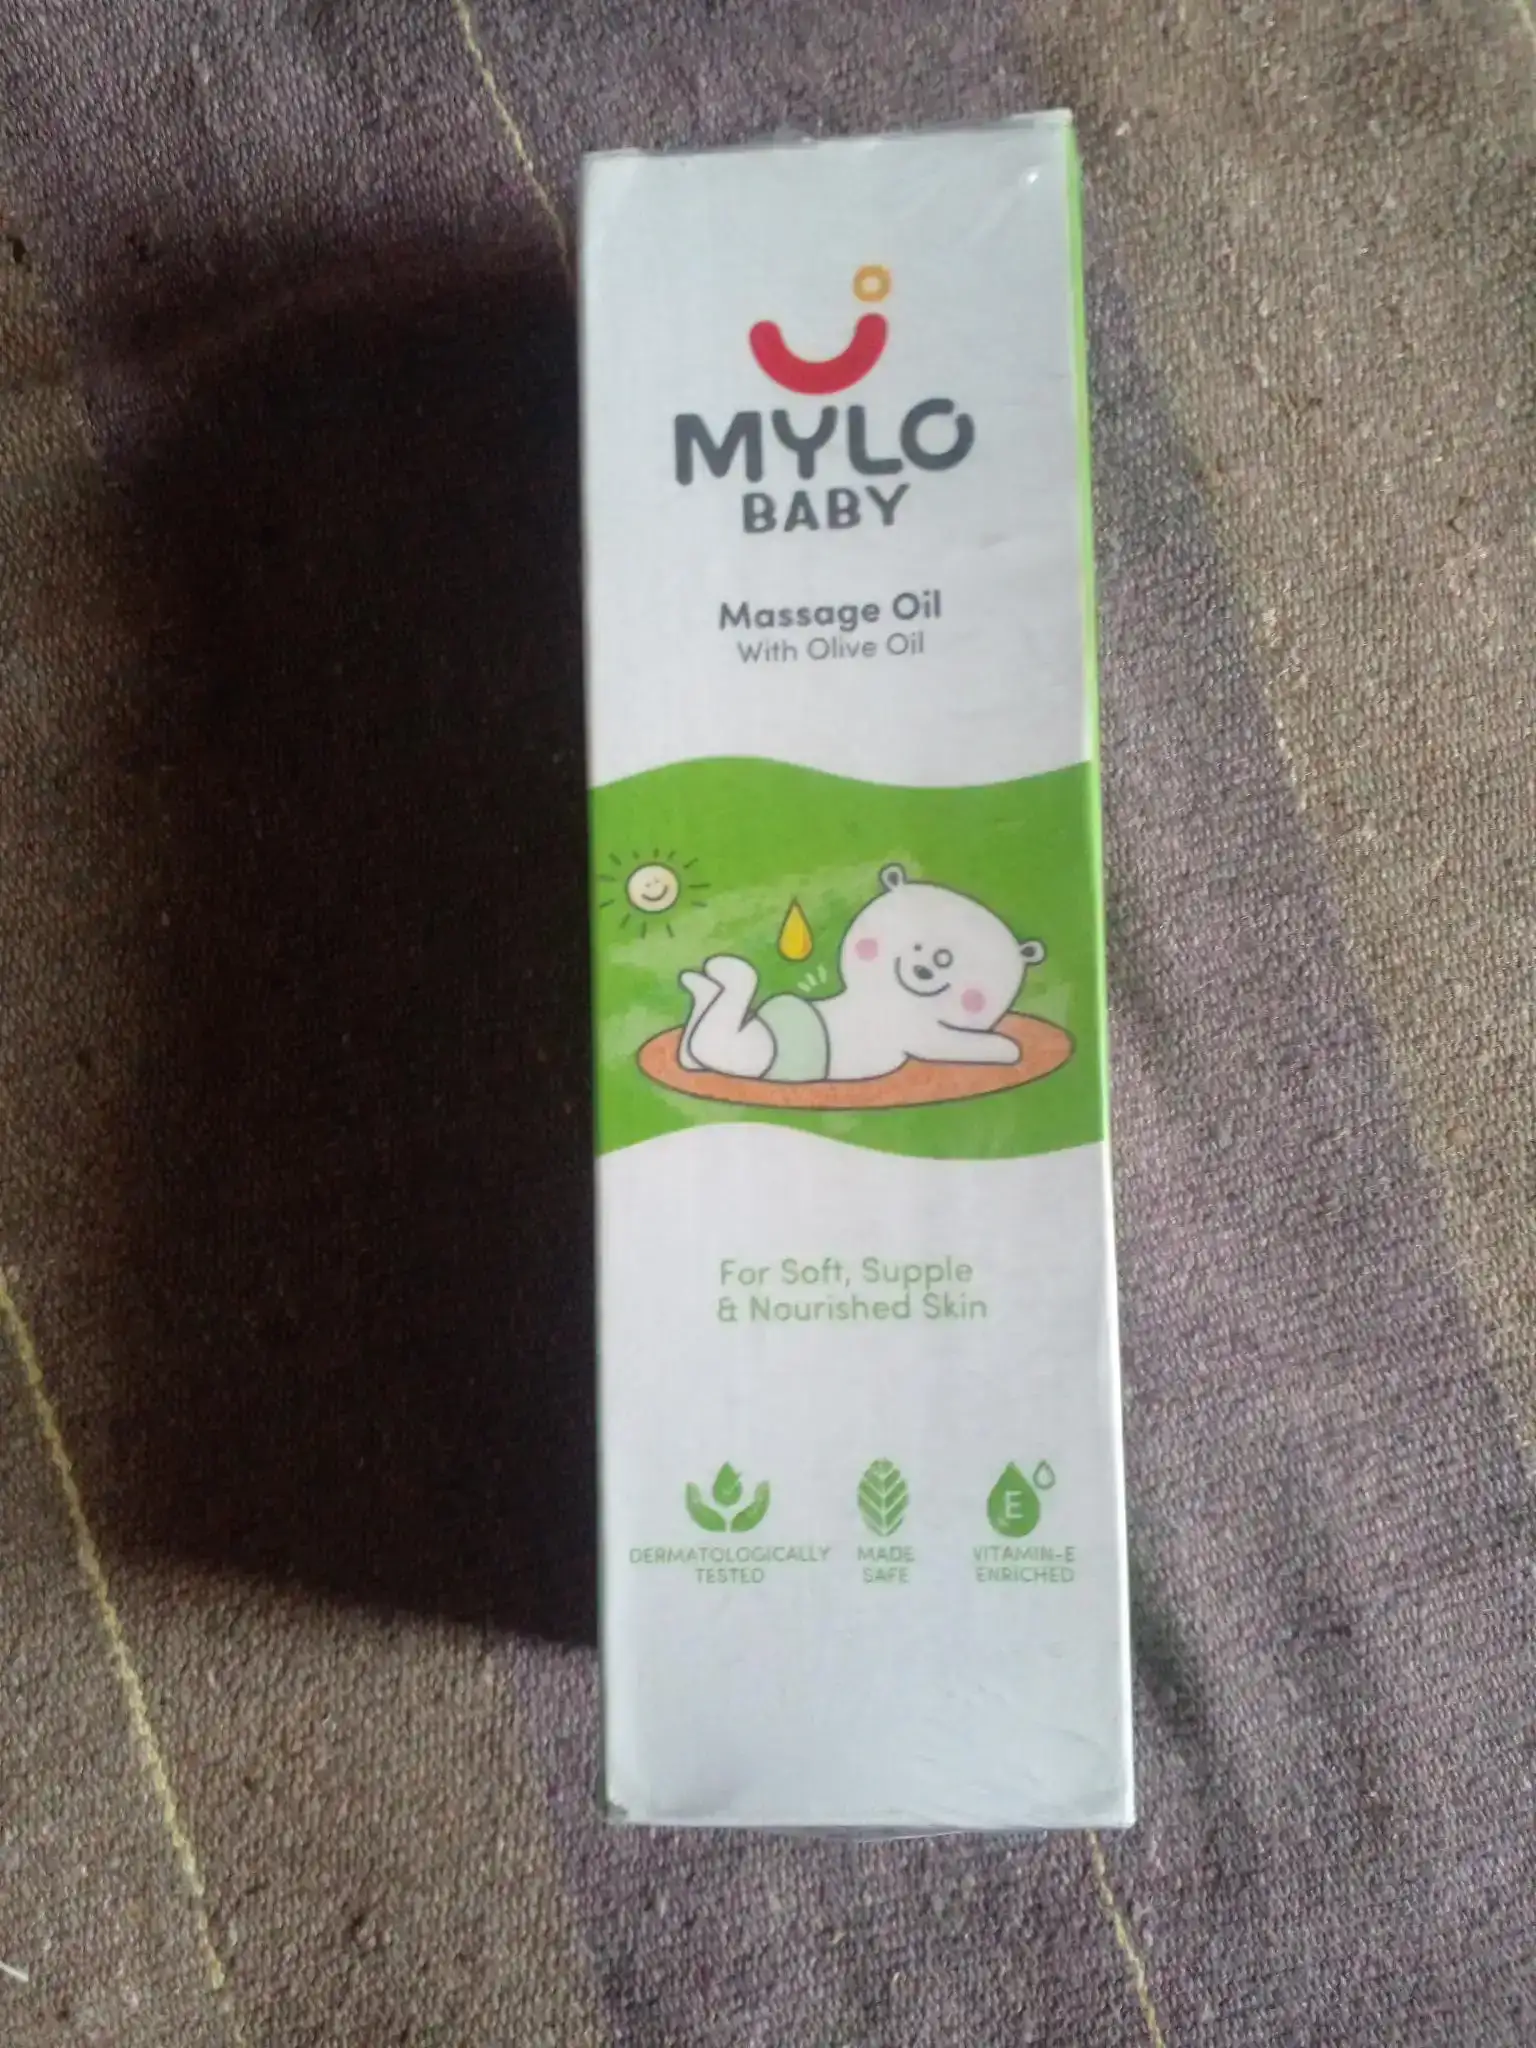 MYLO
BABY
Massage Oil
With Olive Oil
For Soft, Supple
& Nourished Skin
DERMATOLOGICALLY
TESTED
MADE
SAFE
E
VITAMIN-E
ENRICHED